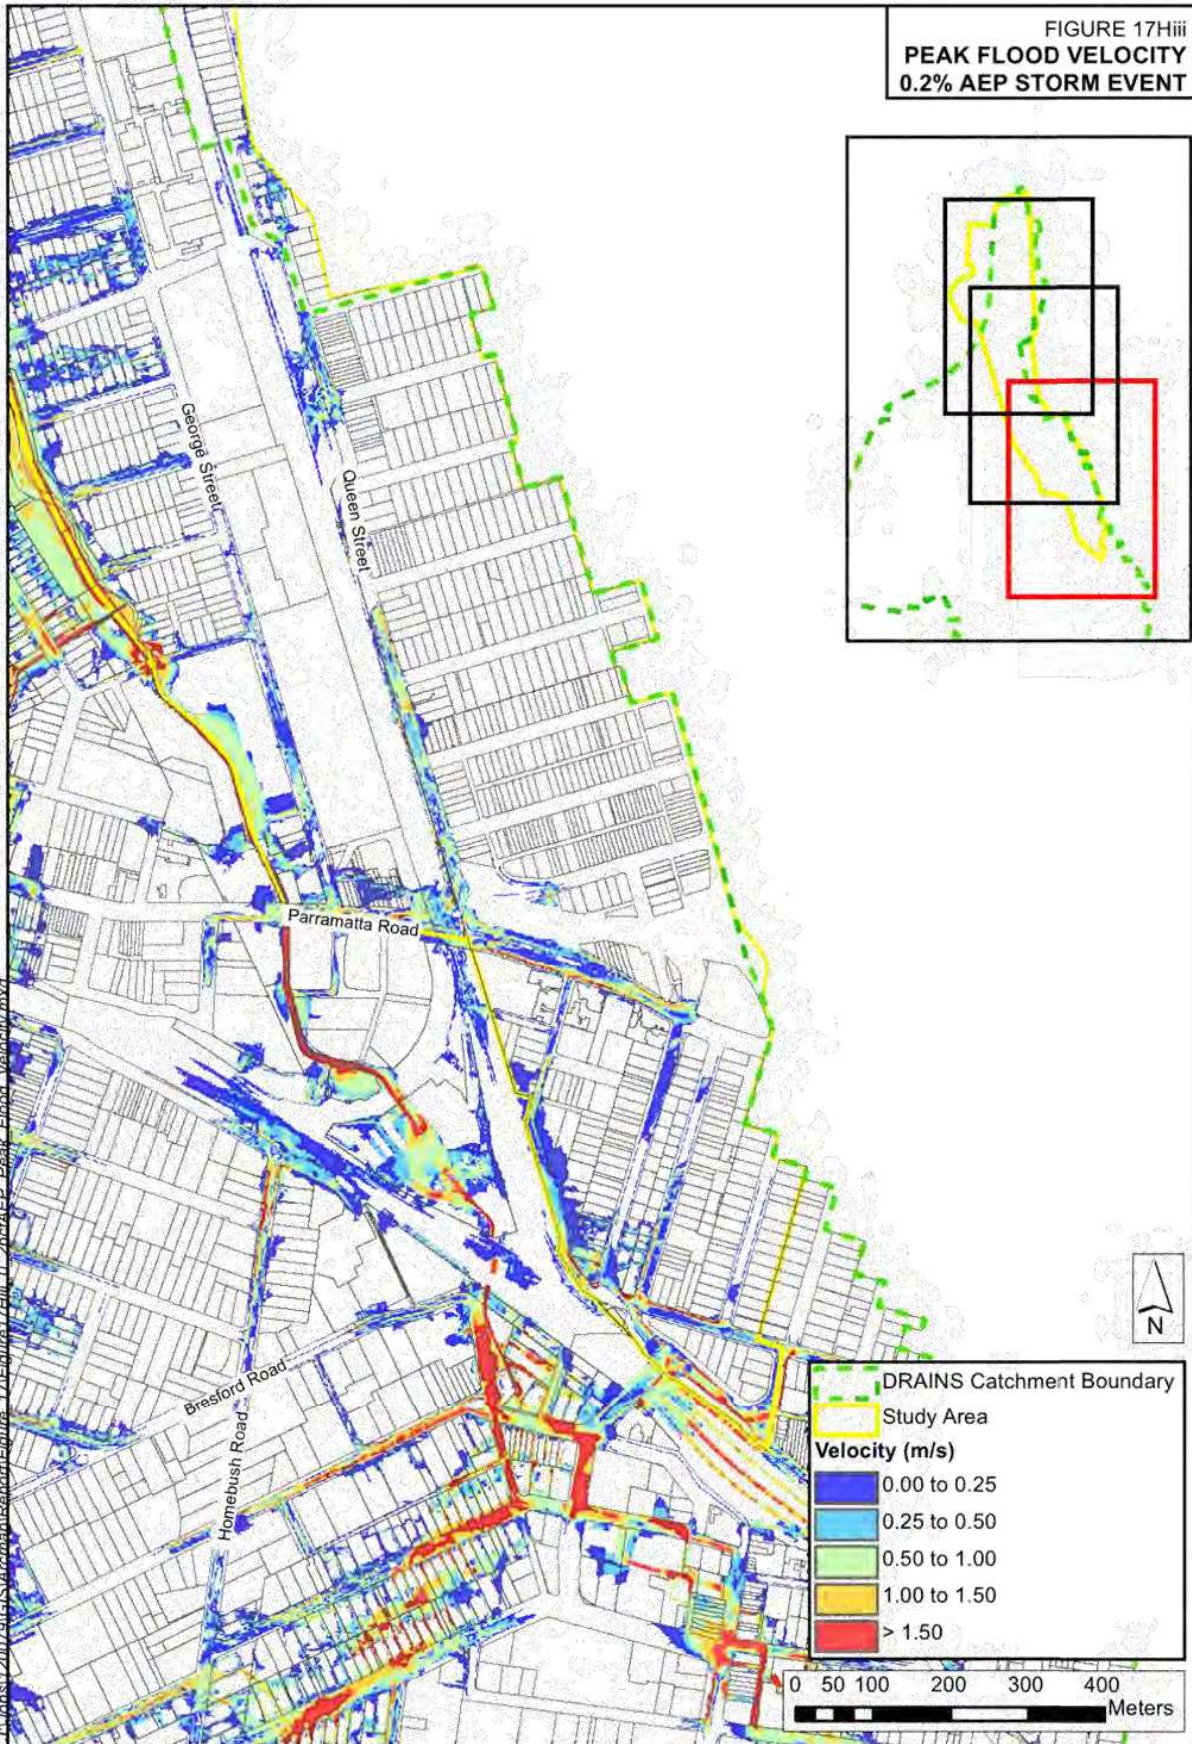 FIGURE 17Hiii
PEAK FLOOD VELOCITY
0.2% AEP STORM EVENT
George Street
Queen Street
Parramatta Road
Bresford Road
Homebush Road
N
DRAINS Catchment Boundary
Study Area
Velocity (m/s)
0.00 to 0.25
0.25 to 0.50
0.50 to 1.00
1.00 to 1.50
> 1.50
0 50 100 200 300 400
Meters